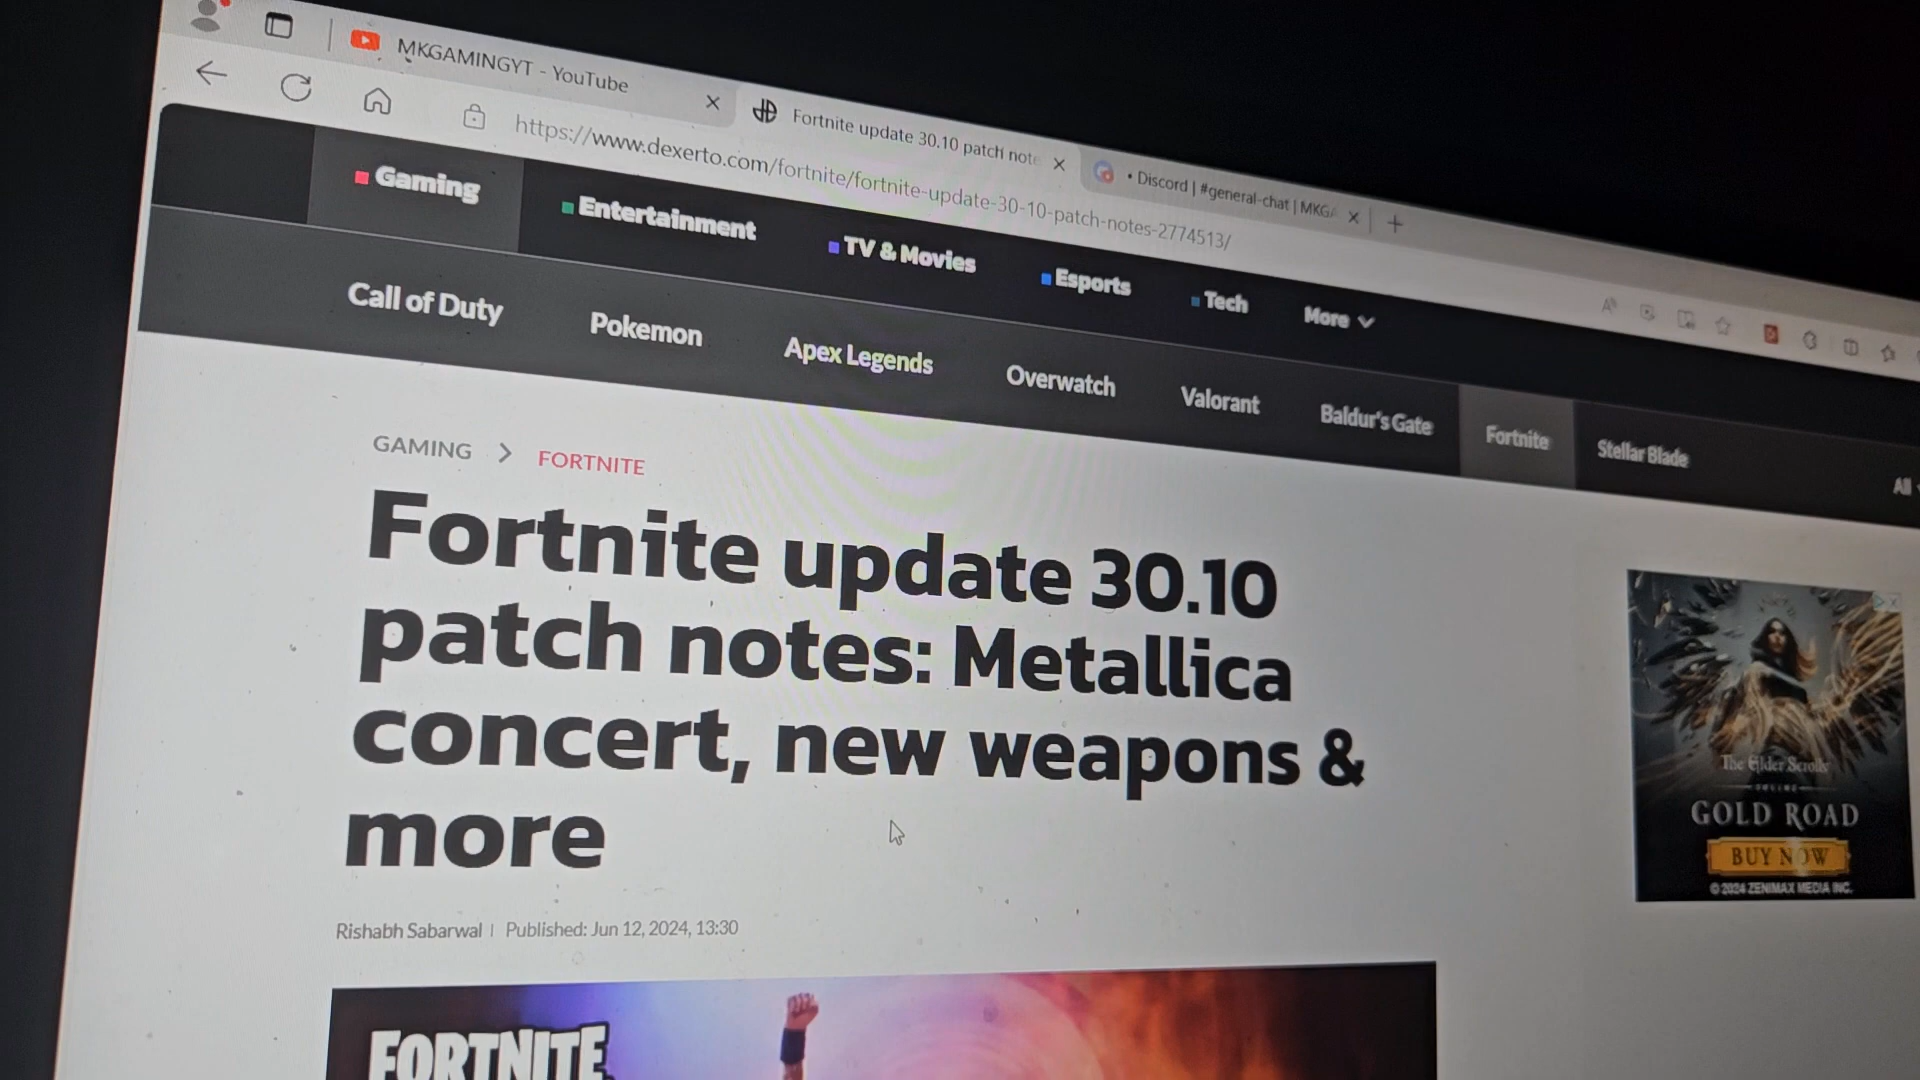 MKGAMINGYT - YouTube
Fortnite update 30.10 patch note
• Discord | #general-chat | MKGA
https://www.dexerto.com/fortnite/fortnite-update-30-10-patch-notes-2774513/
Gaming
Entertainment
TV & Movies
Esports
Tech
More
Call of Duty
Pokemon
Apex Legends
Overwatch
Valorant
Baldur's Gate
Fortnite
Stellar Blade
All
GAMING > FORTNITE
Fortnite update 30.10
patch notes: Metallica
concert, new weapons &
more
Rishabh Sabarwal | Published: Jun 12, 2024, 13:30
The Elder Scrolls
ONLINE
GOLD ROAD
BUY NOW
© 2024 ZENIMAX MEDIA INC.
FORTNITE